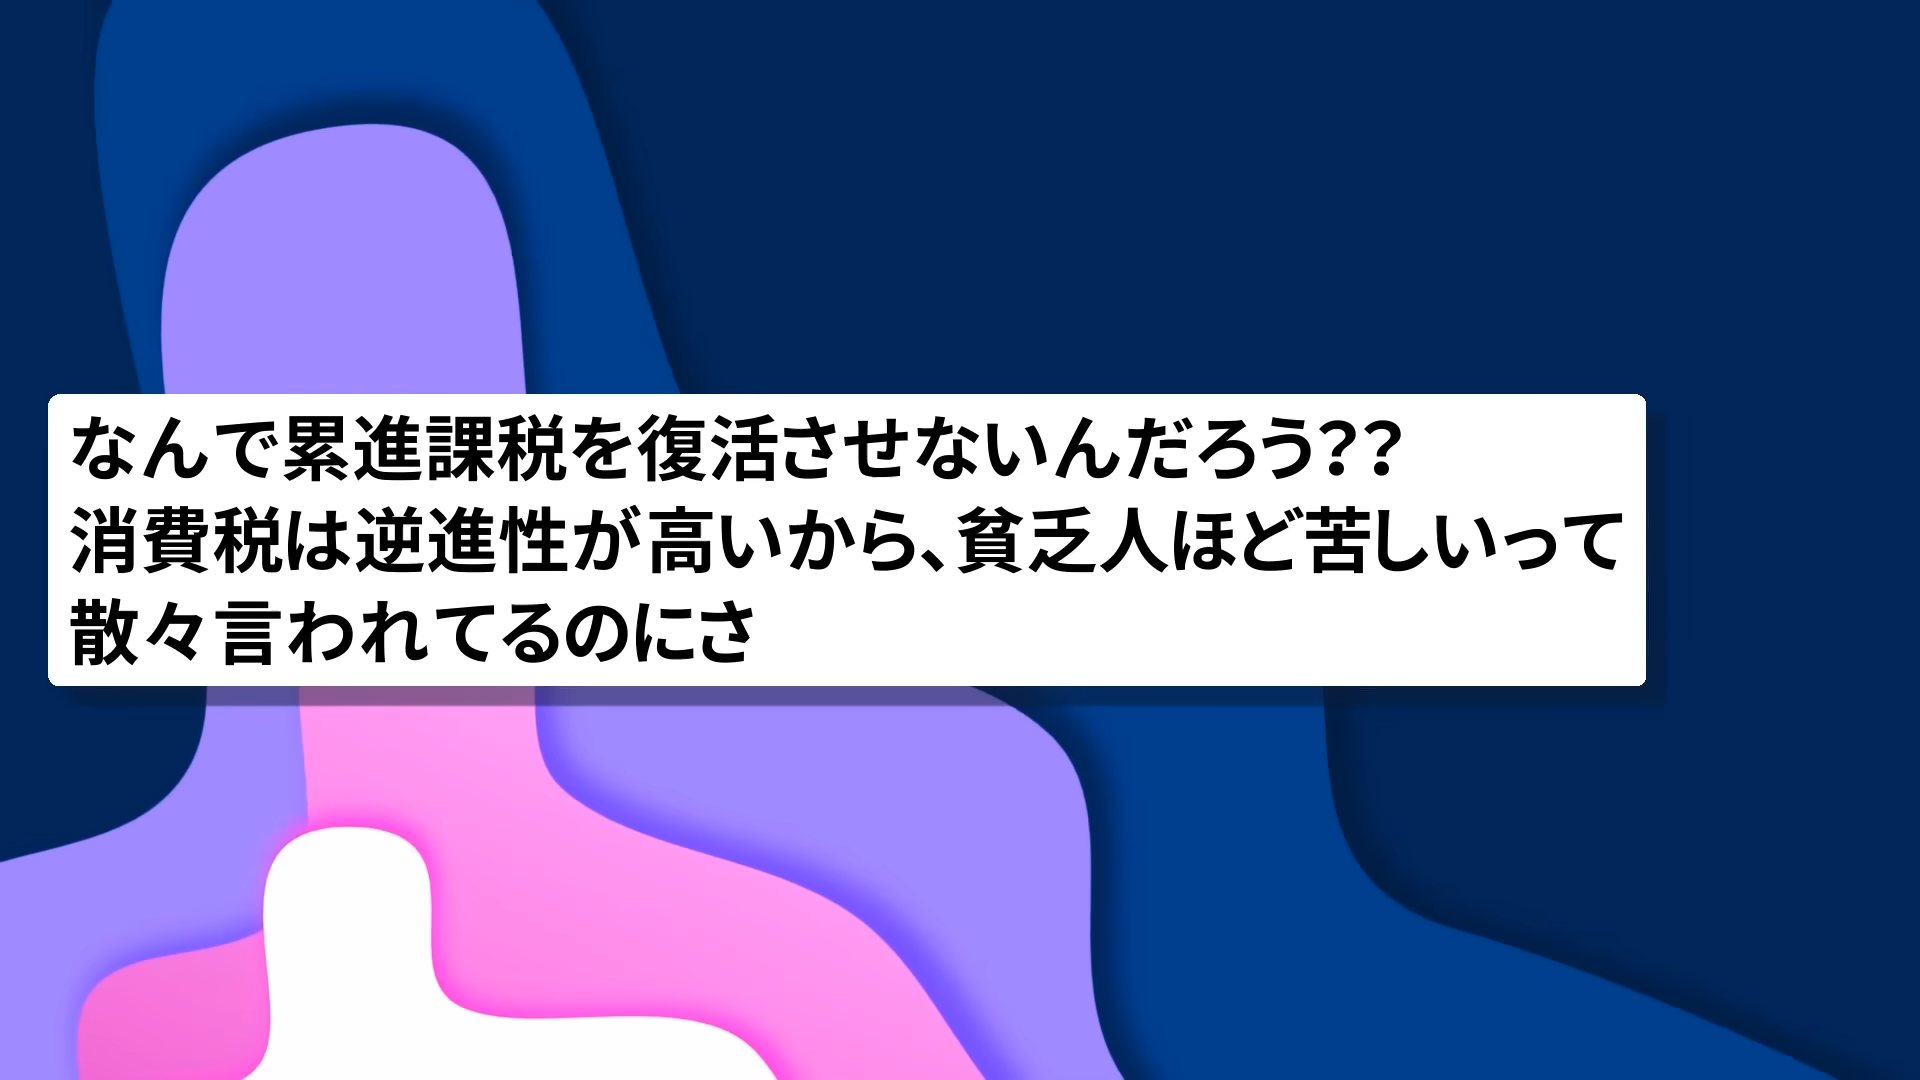 なんで累進課税を復活させないんだろう？？
消費税は逆進性が高いから、貧乏人ほど苦しいって
散々言われてるのにさ